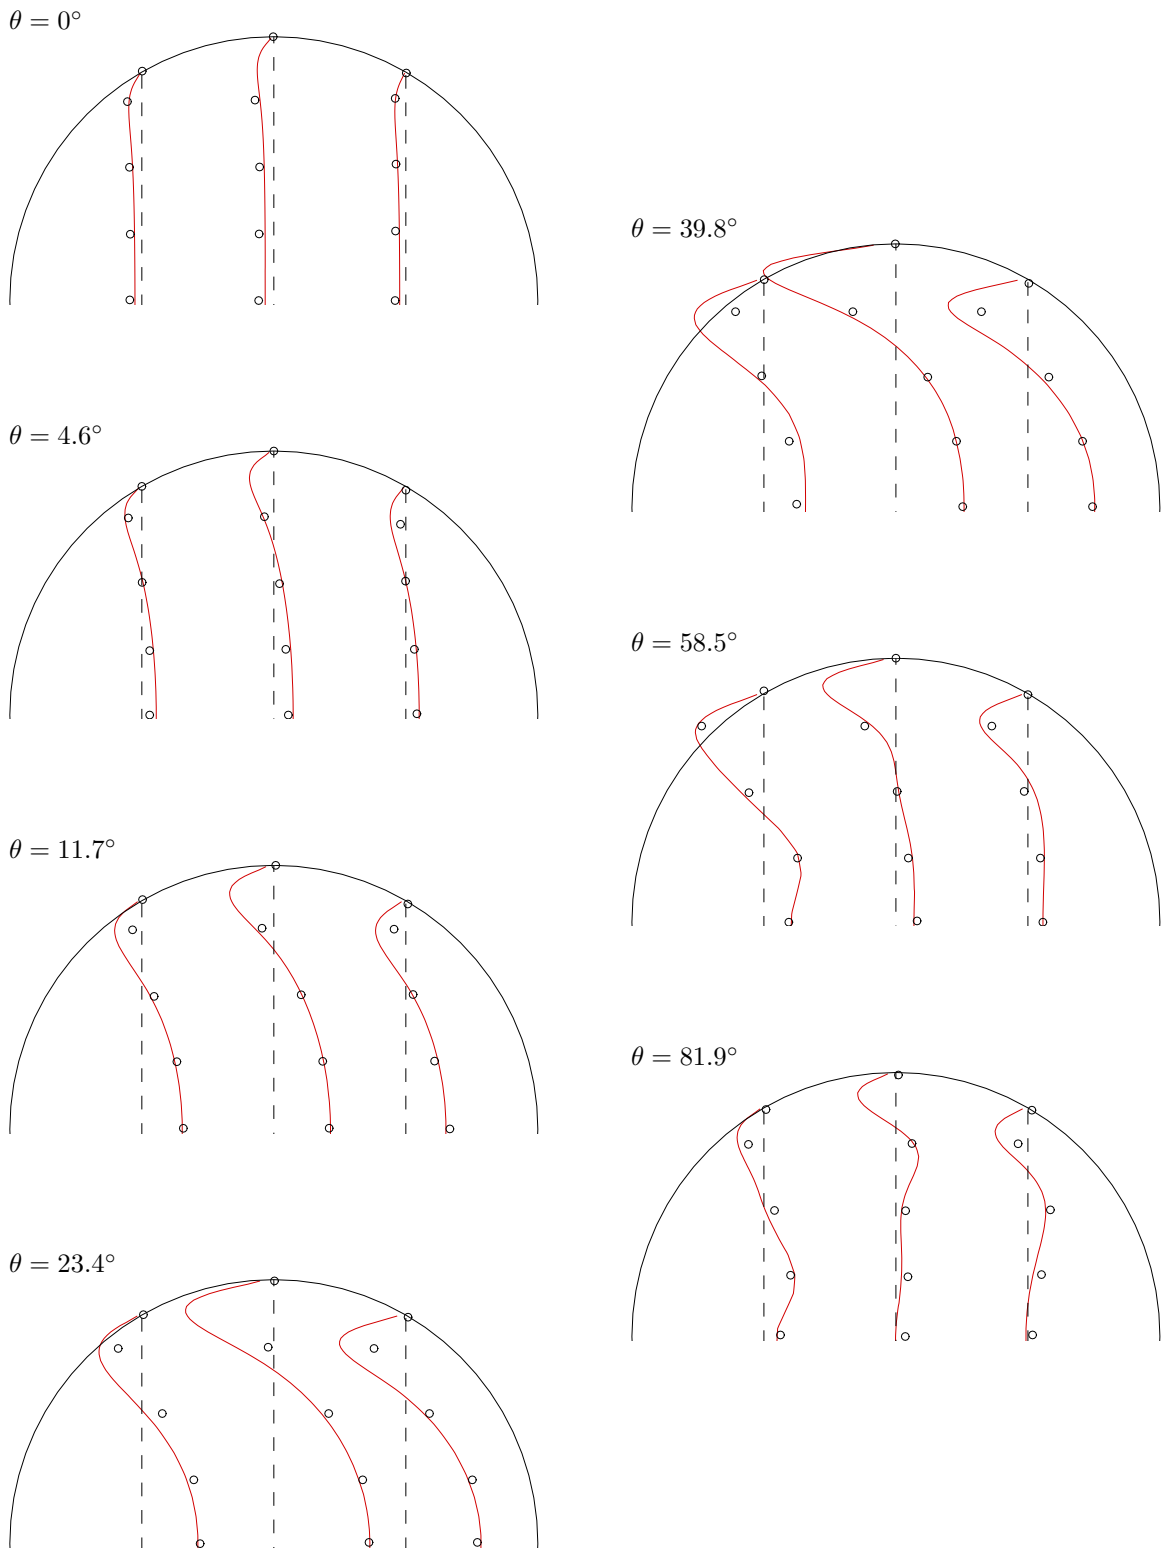 θ = 0°
θ = 4.6°
θ = 11.7°
θ = 23.4°
θ = 39.8°
θ = 58.5°
θ = 81.9°